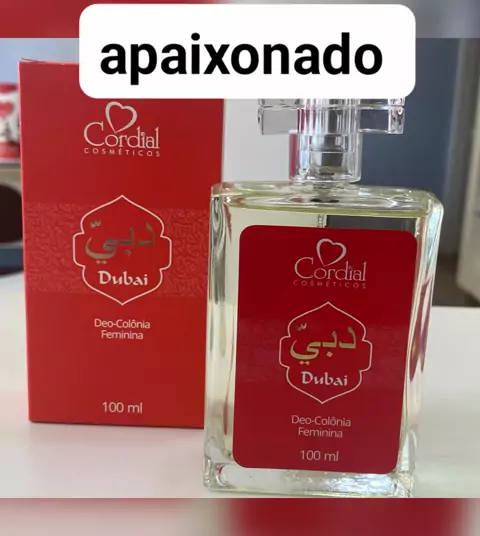 apaixonado
Cordial
COSMÉTICOS
دبيّ
Dubai
Deo-Colônia
Feminina
100 ml
Cordial
COSMÉTICOS
دبيّ
Dubai
Deo-Colônia
Feminina
100 ml